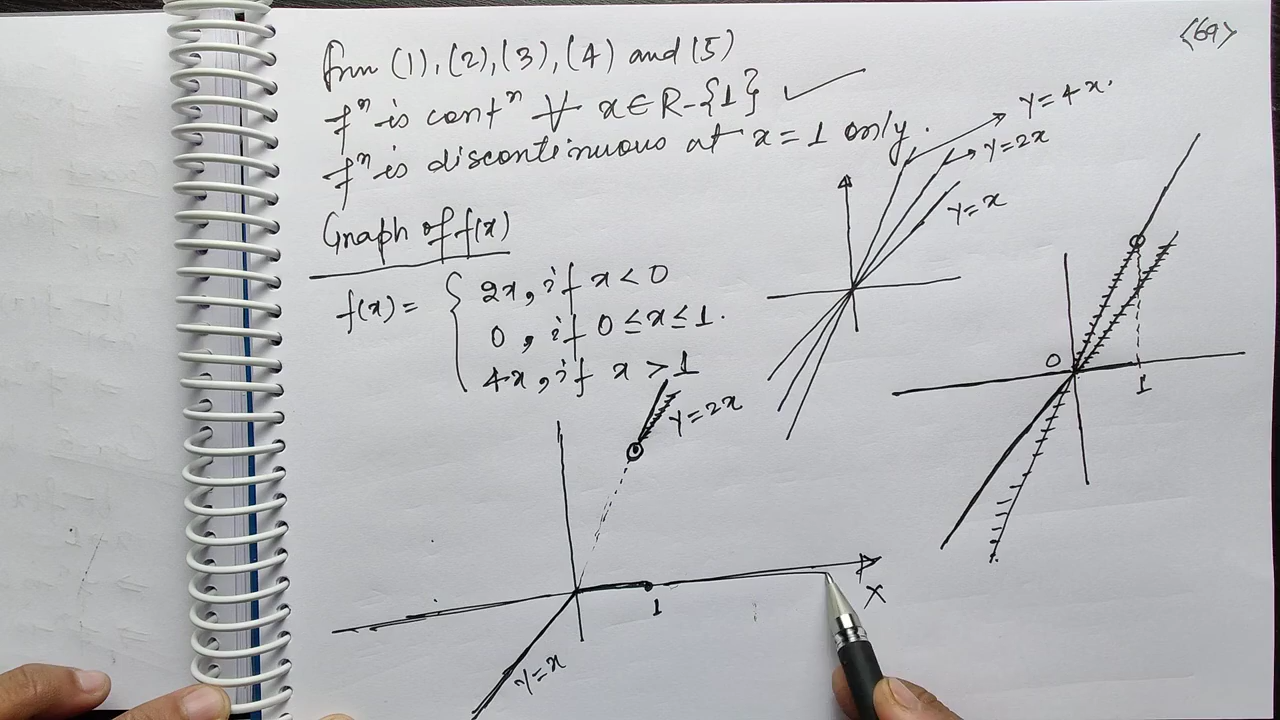 <69>
from (1), (2), (3), (4) and (5)
fⁿ is contⁿ ∀ x ∈ R-{1} ✓
fⁿ is discontinuous at x = 1 only.
Graph of f(x)
f(x) = { 2x, if x < 0
0, if 0 ≤ x ≤ 1.
4x, if x > 1
y = 4x.
y = 2x
y = x
0
1
y = 2x
1
X
y = x